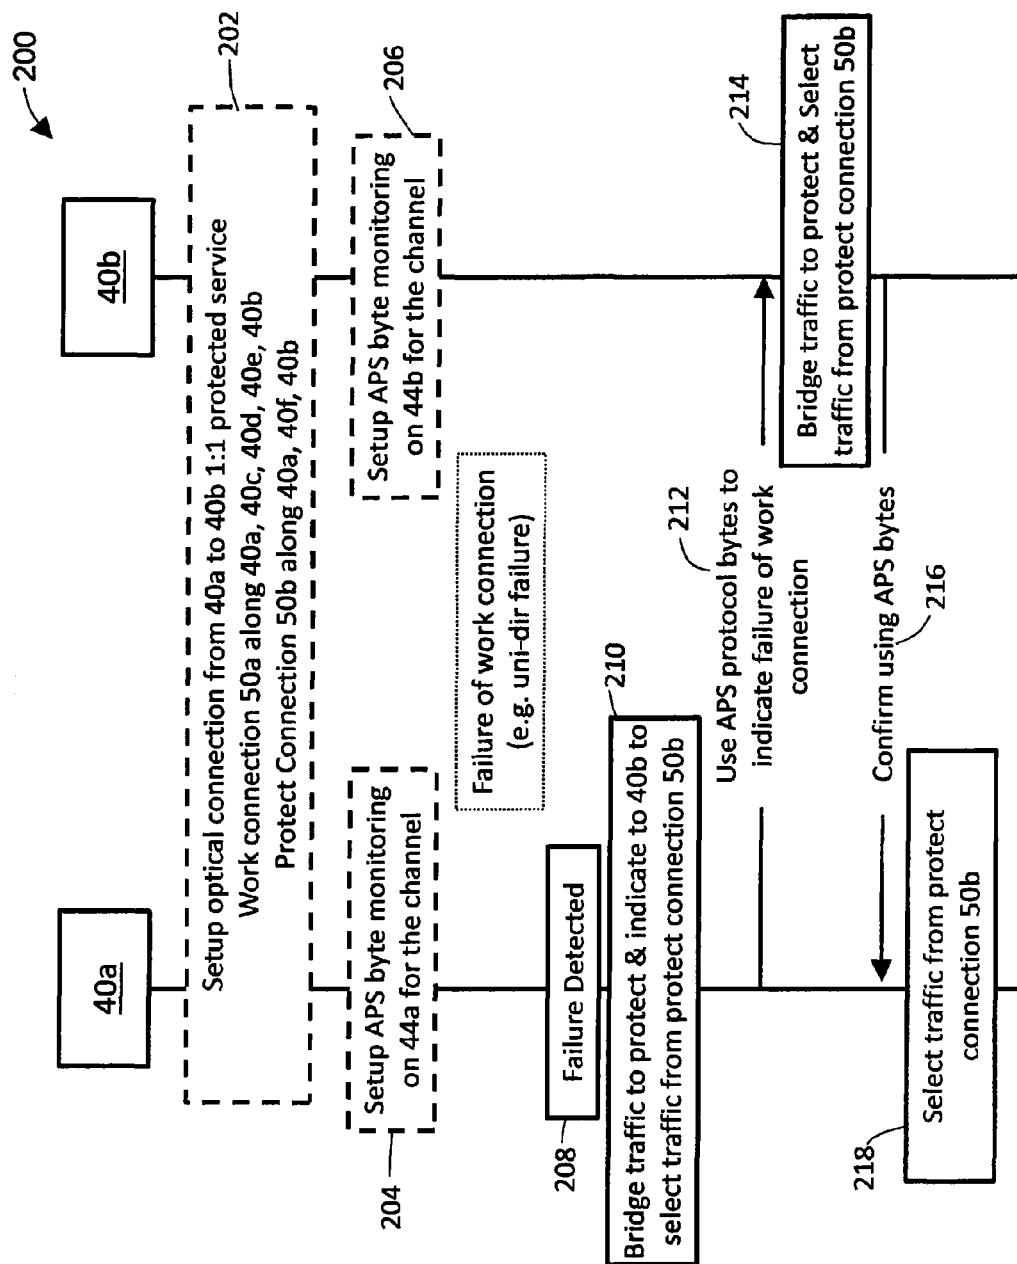 200
40a
40b
202
Setup optical connection from 40a to 40b 1:1 protected service
Work connection 50a along 40a, 40c, 40d, 40e, 40b
Protect Connection 50b along 40a, 40f, 40b
204
Setup APS byte monitoring
on 44a for the channel
206
Setup APS byte monitoring
on 44b for the channel
Failure of work connection
(e.g. uni-dir failure)
208
Failure Detected
210
Bridge traffic to protect & indicate to 40b to
select traffic from protect connection 50b
212
Use APS protocol bytes to
indicate failure of work
connection
214
Bridge traffic to protect & Select
traffic from protect connection 50b
Confirm using APS bytes
216
218
Select traffic from protect
connection 50b